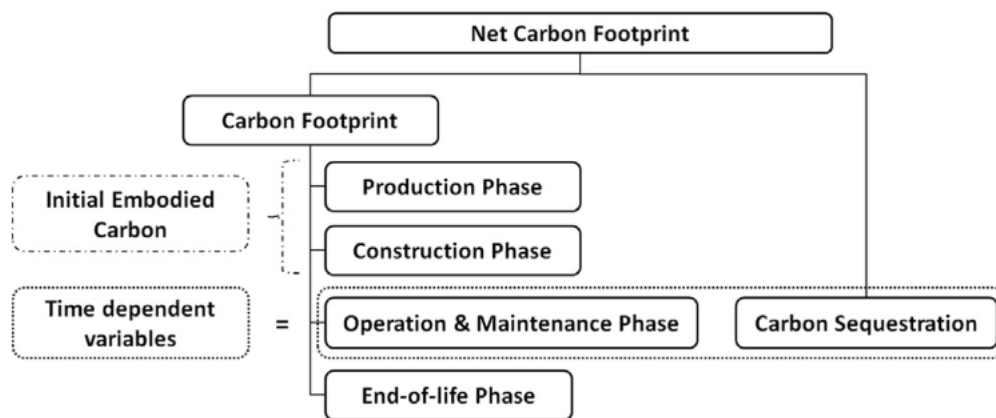 Net Carbon Footprint
Carbon Footprint
Production Phase
Initial Embodied
Carbon
Construction Phase
Time dependent
variables
=
Operation & Maintenance Phase
Carbon Sequestration
End-of-life Phase